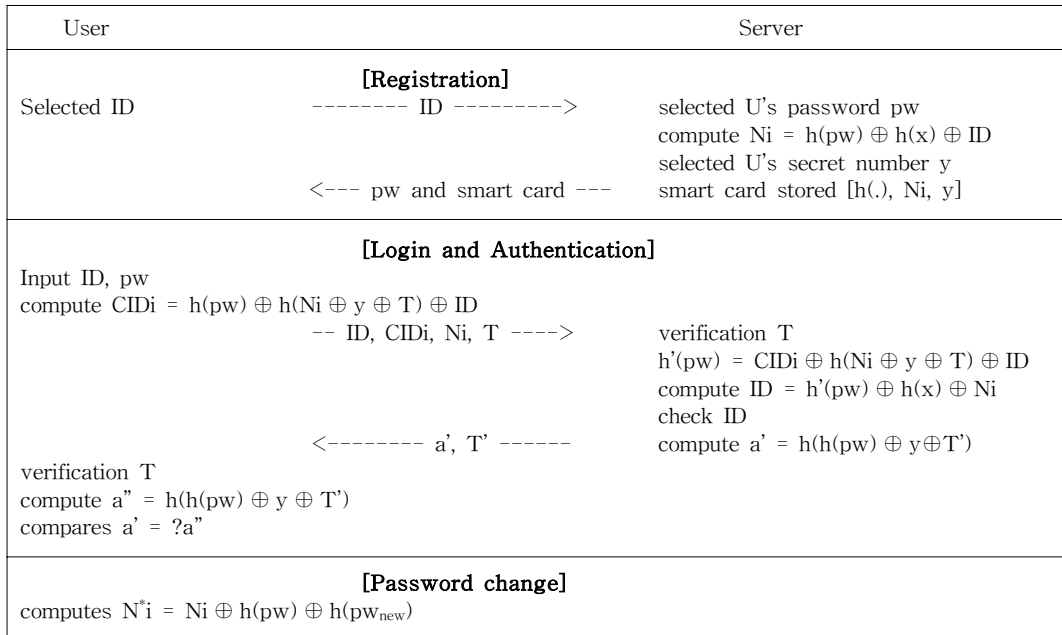 User Server
[Registration]
Selected ID -------- ID ---------> selected U's password pw
compute Ni = h(pw) ⊕ h(x) ⊕ ID
selected U's secret number y
<--- pw and smart card --- smart card stored [h(.), Ni, y]
[Login and Authentication]
Input ID, pw
compute CIDi = h(pw) ⊕ h(Ni ⊕ y ⊕ T) ⊕ ID
-- ID, CIDi, Ni, T ----> verification T
h'(pw) = CIDi ⊕ h(Ni ⊕ y ⊕ T) ⊕ ID
compute ID = h'(pw) ⊕ h(x) ⊕ Ni
check ID
<-------- a', T' ------ compute a' = h(h(pw) ⊕ y⊕T')
verification T
compute a" = h(h(pw) ⊕ y ⊕ T')
compares a' = ?a"
[Password change]
computes N*i = Ni ⊕ h(pw) ⊕ h(pwnew)